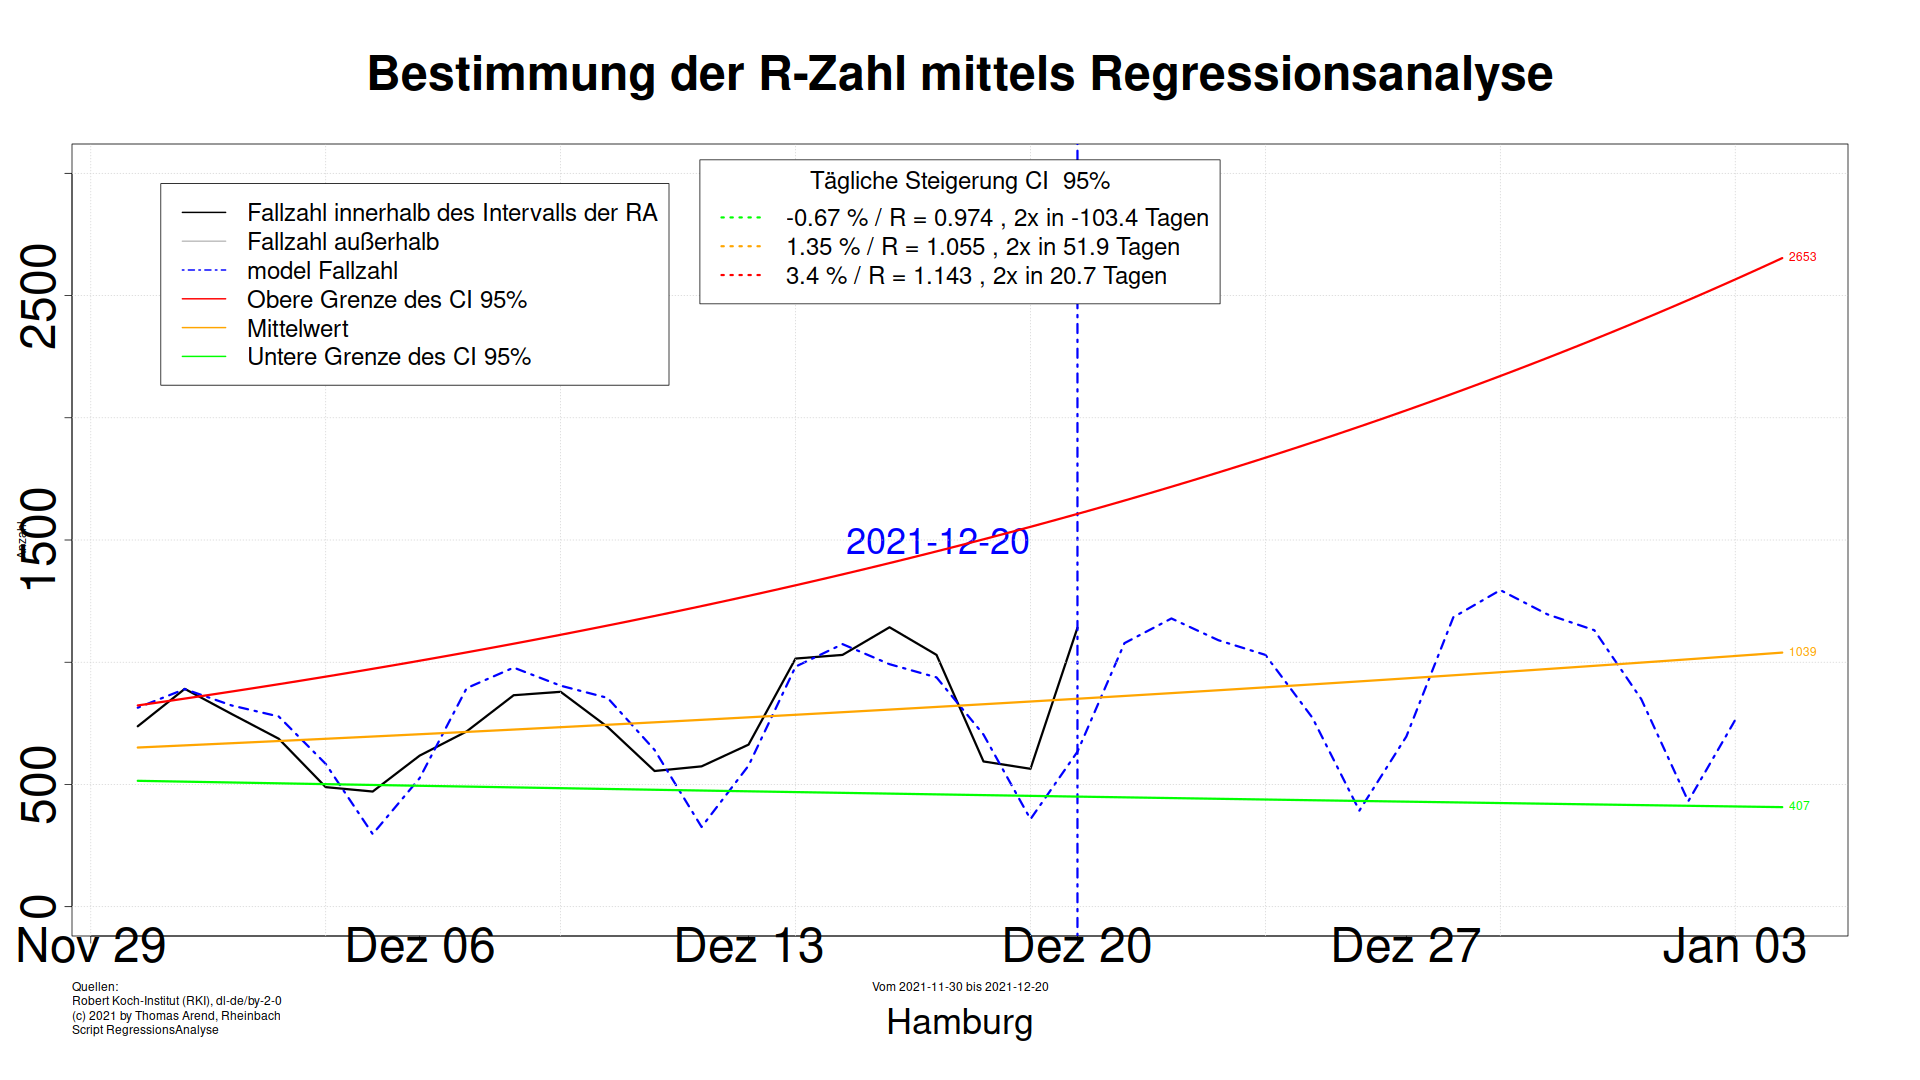 Bestimmung der R-Zahl mittels Regressionsanalyse
Fallzahl innerhalb des Intervalls der RA
Fallzahl außerhalb
model Fallzahl
Obere Grenze des CI 95%
Mittelwert
Untere Grenze des CI 95%
Tägliche Steigerung CI  95%
-0.67 % / R = 0.974 , 2x in -103.4 Tagen
1.35 % / R = 1.055 , 2x in 51.9 Tagen
3.4 % / R = 1.143 , 2x in 20.7 Tagen
2653
2500
2021-12-20
1500
Anzahl
1039
500
407
0
Nov 29 Dez 06 Dez 13 Dez 20 Dez 27 Jan 03
Quellen:
Robert Koch-Institut (RKI), dl-de/by-2-0
(c) 2021 by Thomas Arend, Rheinbach
Script RegressionsAnalyse
Vom 2021-11-30 bis 2021-12-20
Hamburg